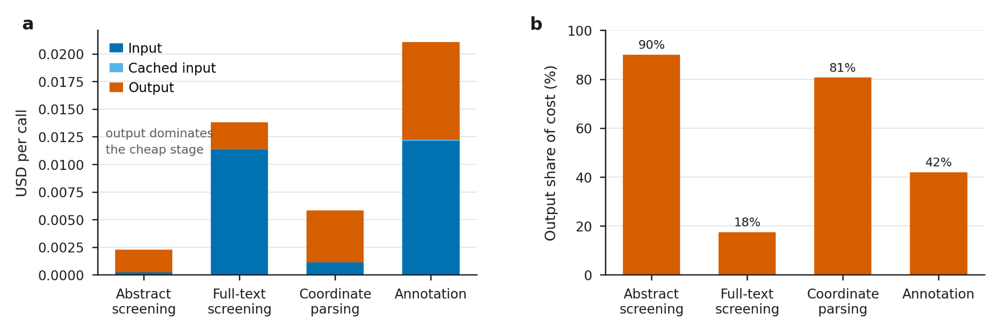 a
USD per call
0.0200
0.0175
0.0150
0.0125
0.0100
0.0075
0.0050
0.0025
0.0000
Input
Cached input
Output
output dominates
the cheap stage
Abstract
screening
Full-text
screening
Coordinate
parsing
Annotation
b
Output share of cost (%)
100
80
60
40
20
0
90%
18%
81%
42%
Abstract
screening
Full-text
screening
Coordinate
parsing
Annotation